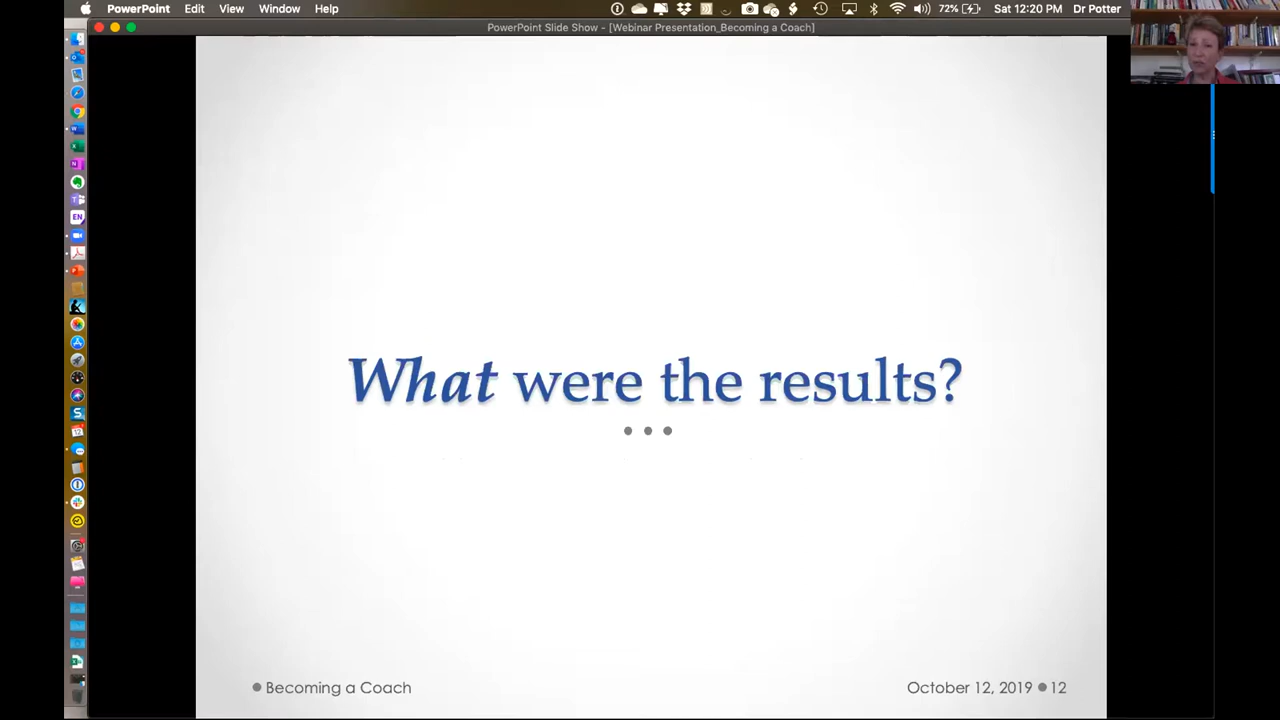 PowerPoint Edit View Window Help 72% Sat 12:20 PM Dr Potter
PowerPoint Slide Show - [Webinar Presentation_Becoming a Coach]
EN
What were the results?
• • •
• Becoming a Coach
October 12, 2019 • 12